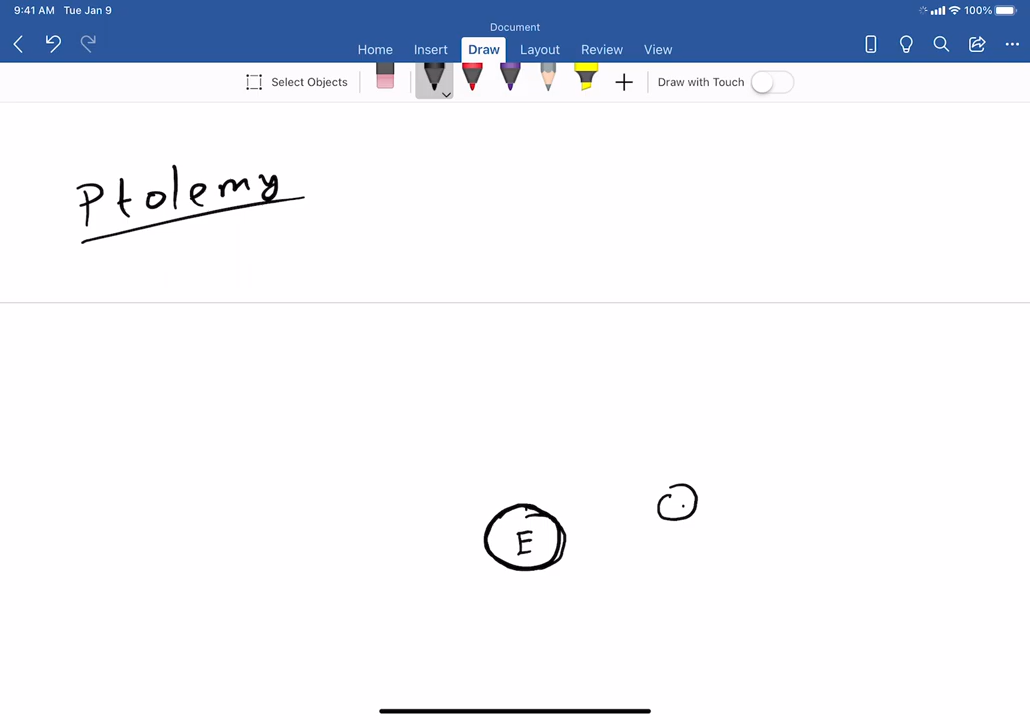 9:41 AM Tue Jan 9 100%
Document
Home Insert Draw Layout Review View
Select Objects Draw with Touch
Ptolemy
E